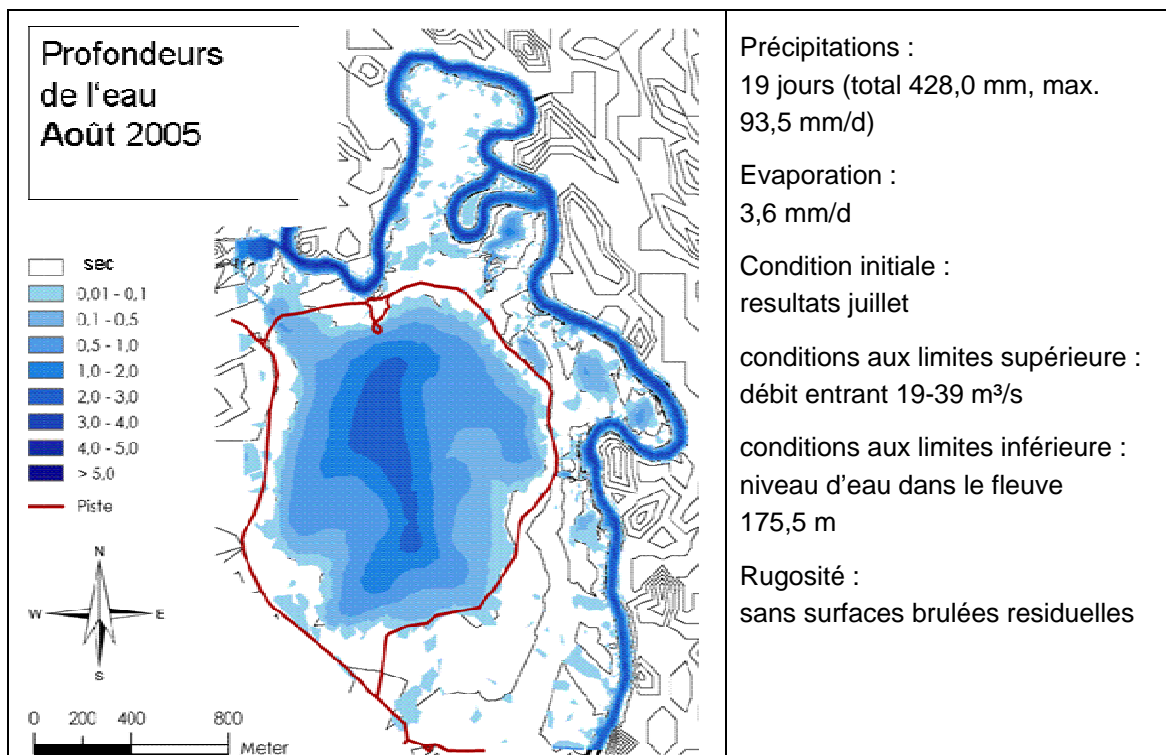 Profondeurs
de l'eau
Août 2005
sec
0,01 - 0,1
0,1 - 0,5
0,5 - 1,0
1,0 - 2,0
2,0 - 3,0
3,0 - 4,0
4,0 - 5,0
> 5,0
Piste
N
W E
S
0 200 400 800
Meter
Précipitations :
19 jours (total 428,0 mm, max.
93,5 mm/d)
Evaporation :
3,6 mm/d
Condition initiale :
resultats juillet
conditions aux limites supérieure :
débit entrant 19-39 m³/s
conditions aux limites inférieure :
niveau d'eau dans le fleuve
175,5 m
Rugosité :
sans surfaces brulées residuelles